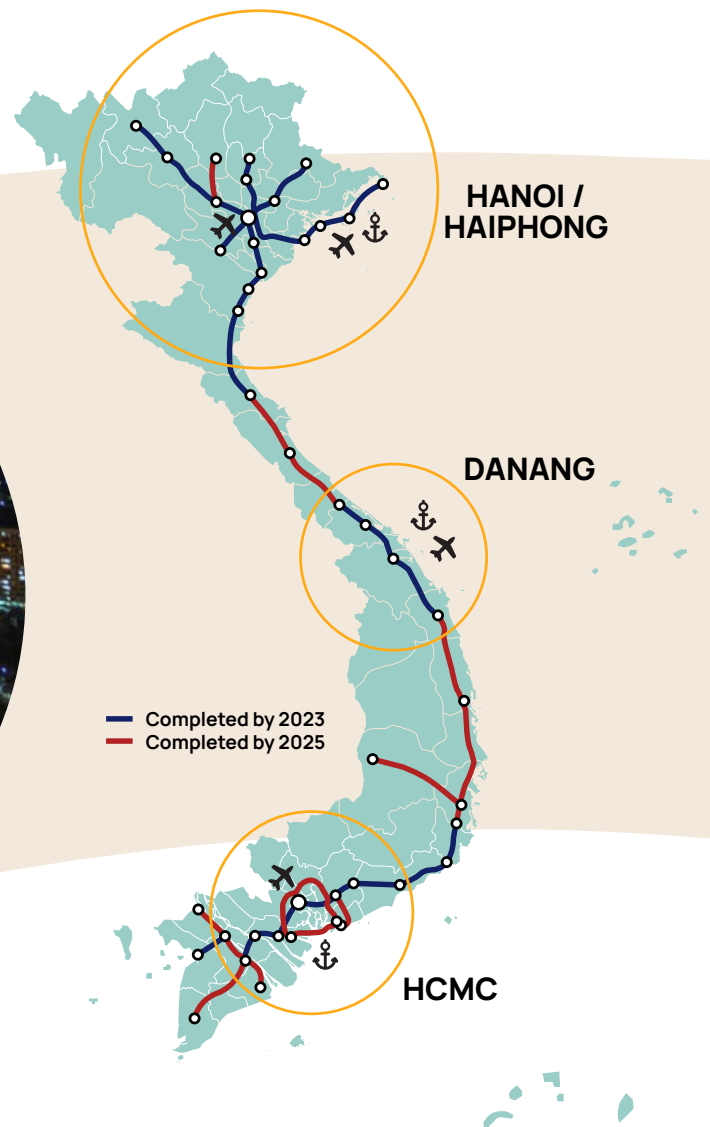 HANOI /
HAIPHONG
DANANG
Completed by 2023
Completed by 2025
HCMC